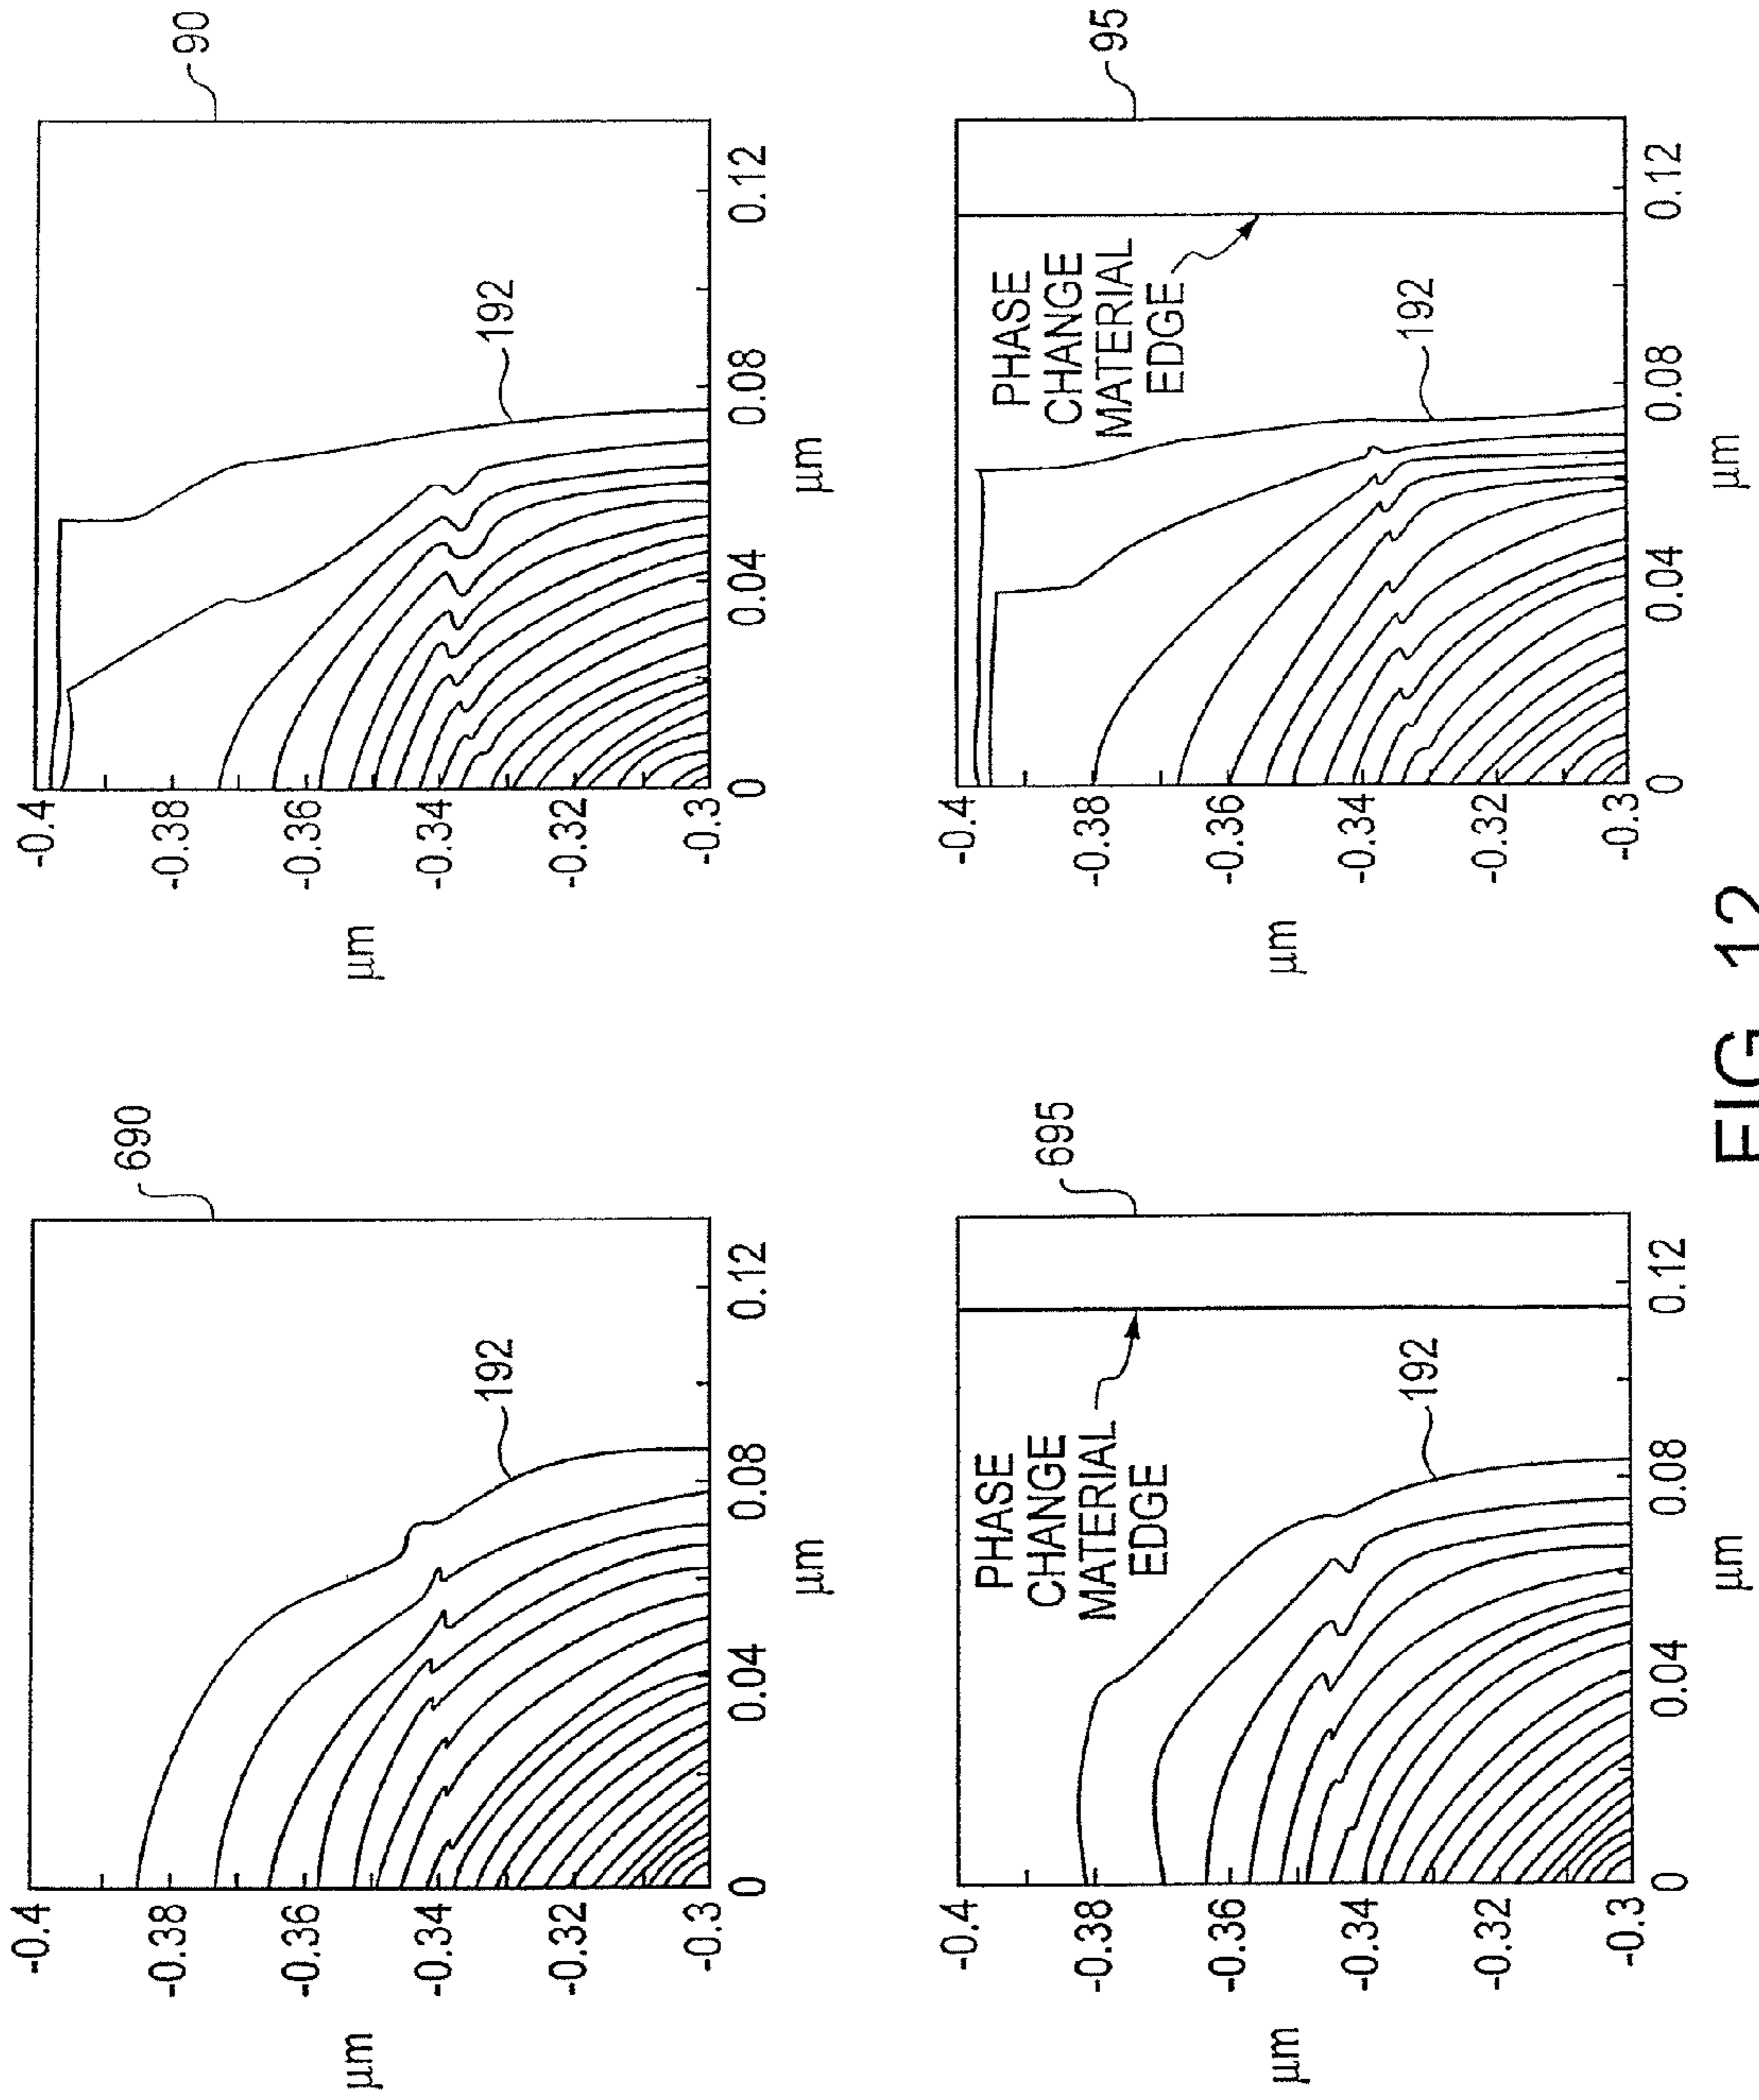 690
-0.4
-0.38
-0.36
-0.34
-0.32
-0.3
μm
0
0.04
0.08
0.12
μm
192
90
-0.4
-0.38
-0.36
-0.34
-0.32
-0.3
μm
0
0.04
0.08
0.12
μm
192
695
-0.4
-0.38
-0.36
-0.34
-0.32
-0.3
μm
0
0.04
0.08
0.12
μm
PHASE
CHANGE
MATERIAL
EDGE
192
95
-0.4
-0.38
-0.36
-0.34
-0.32
-0.3
μm
0
0.04
0.08
0.12
μm
PHASE
CHANGE
MATERIAL
EDGE
192
FIG. 12